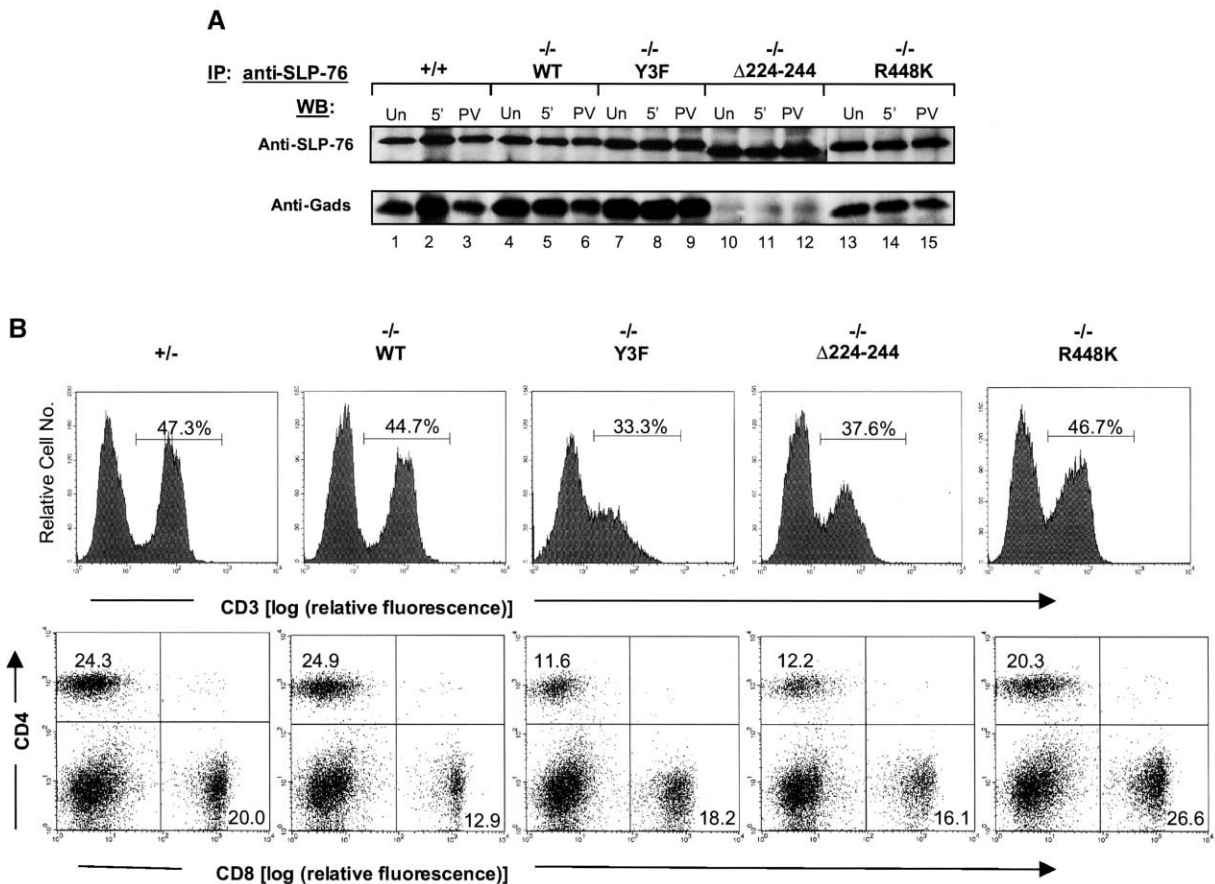 A
-/- -/- -/- -/-
IP: anti-SLP-76 +/+ WT Y3F Δ224-244 R448K
WB: Un 5' PV Un 5' PV Un 5' PV Un 5' PV Un 5' PV
Anti-SLP-76
Anti-Gads
1 2 3 4 5 6 7 8 9 10 11 12 13 14 15
B
-/- -/- -/- -/-
+/- WT Y3F Δ224-244 R448K
Relative Cell No.
47.3% 44.7% 33.3% 37.6% 46.7%
CD3 [log (relative fluorescence)]
CD4
24.3 24.9 11.6 12.2 20.3
20.0 12.9 18.2 16.1 26.6
CD8 [log (relative fluorescence)]